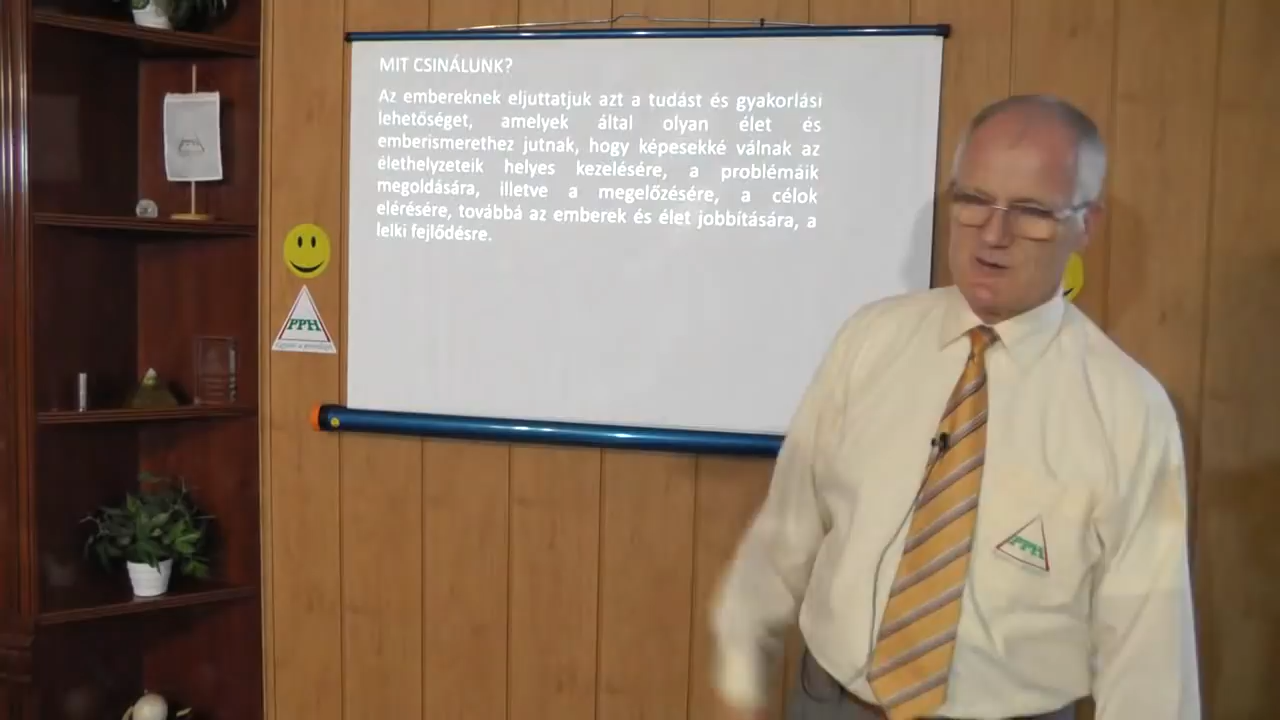 MIT CSINÁLUNK?
Az embereknek eljuttatjuk azt a tudást és gyakorlási
lehetőséget, amelyek által olyan élet és
emberismerethez jutnak, hogy képesekké válnak az
élethelyzeteik helyes kezelésére, a problémáik
megoldására, illetve a megelőzésére, a célok
elérésére, továbbá az emberek és élet jobbítására, a
lelki fejlődésre.
PPH
PPH